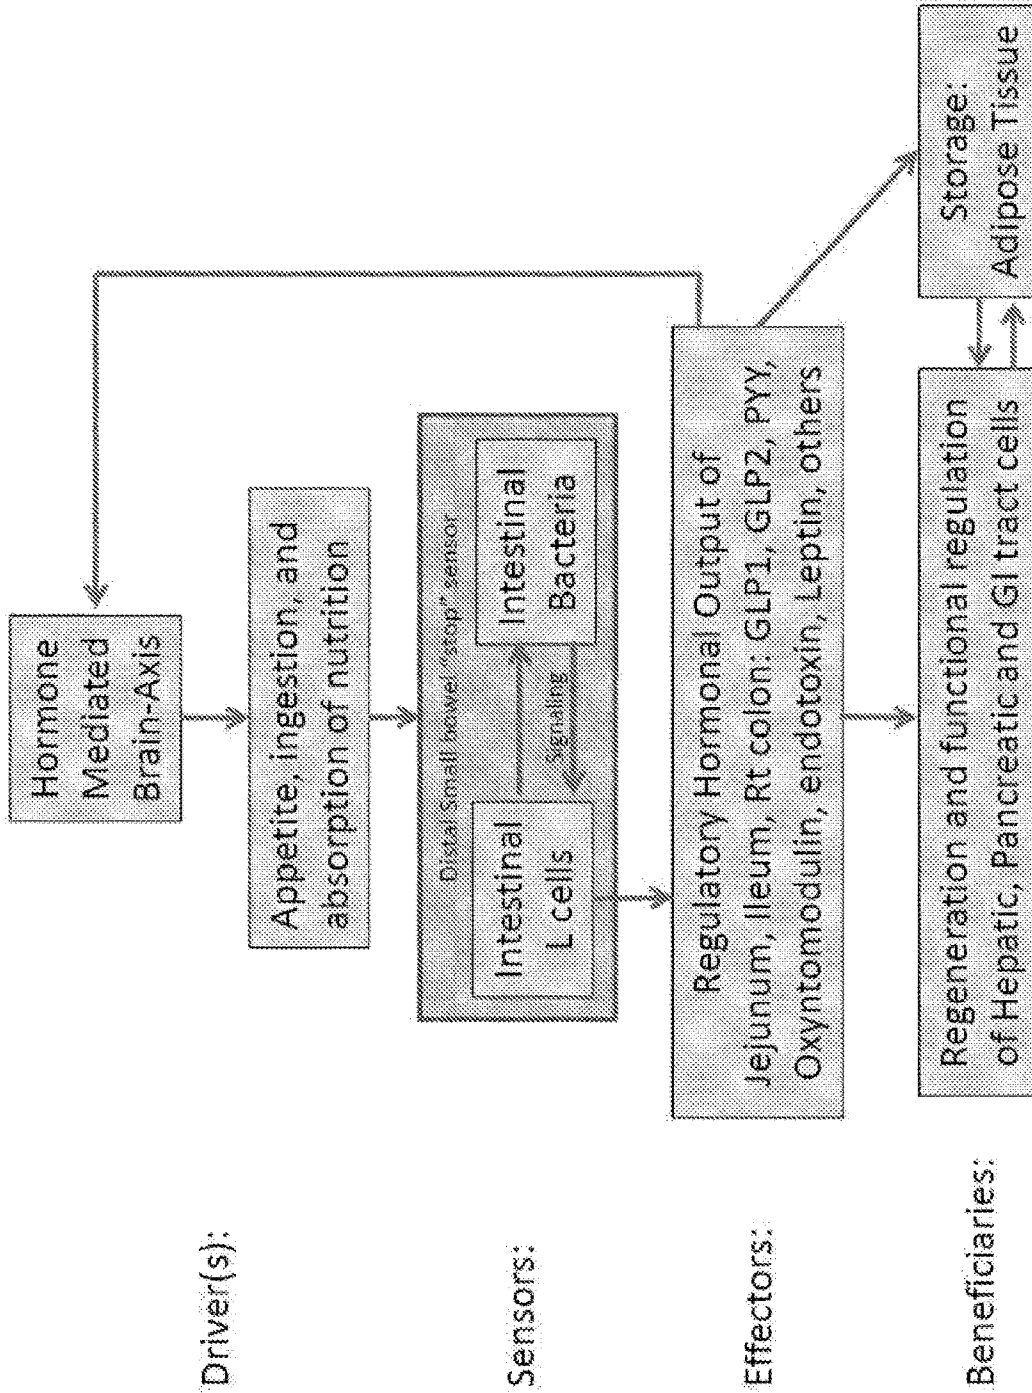 Driver(s):
Hormone
Mediated
Brain-Axis
Appetite, ingestion, and
absorption of nutrition
Sensors:
Distal Small bowel "stop" sensor
Intestinal
L cells
Signaling
Intestinal
Bacteria
Effectors:
Regulatory Hormonal Output of
Jejunum, Ileum, Rt colon: GLP1, GLP2, PYY,
Oxyntomodulin, endotoxin, Leptin, others
Beneficiaries:
Regeneration and functional regulation
of Hepatic, Pancreatic and GI tract cells
Storage:
Adipose Tissue